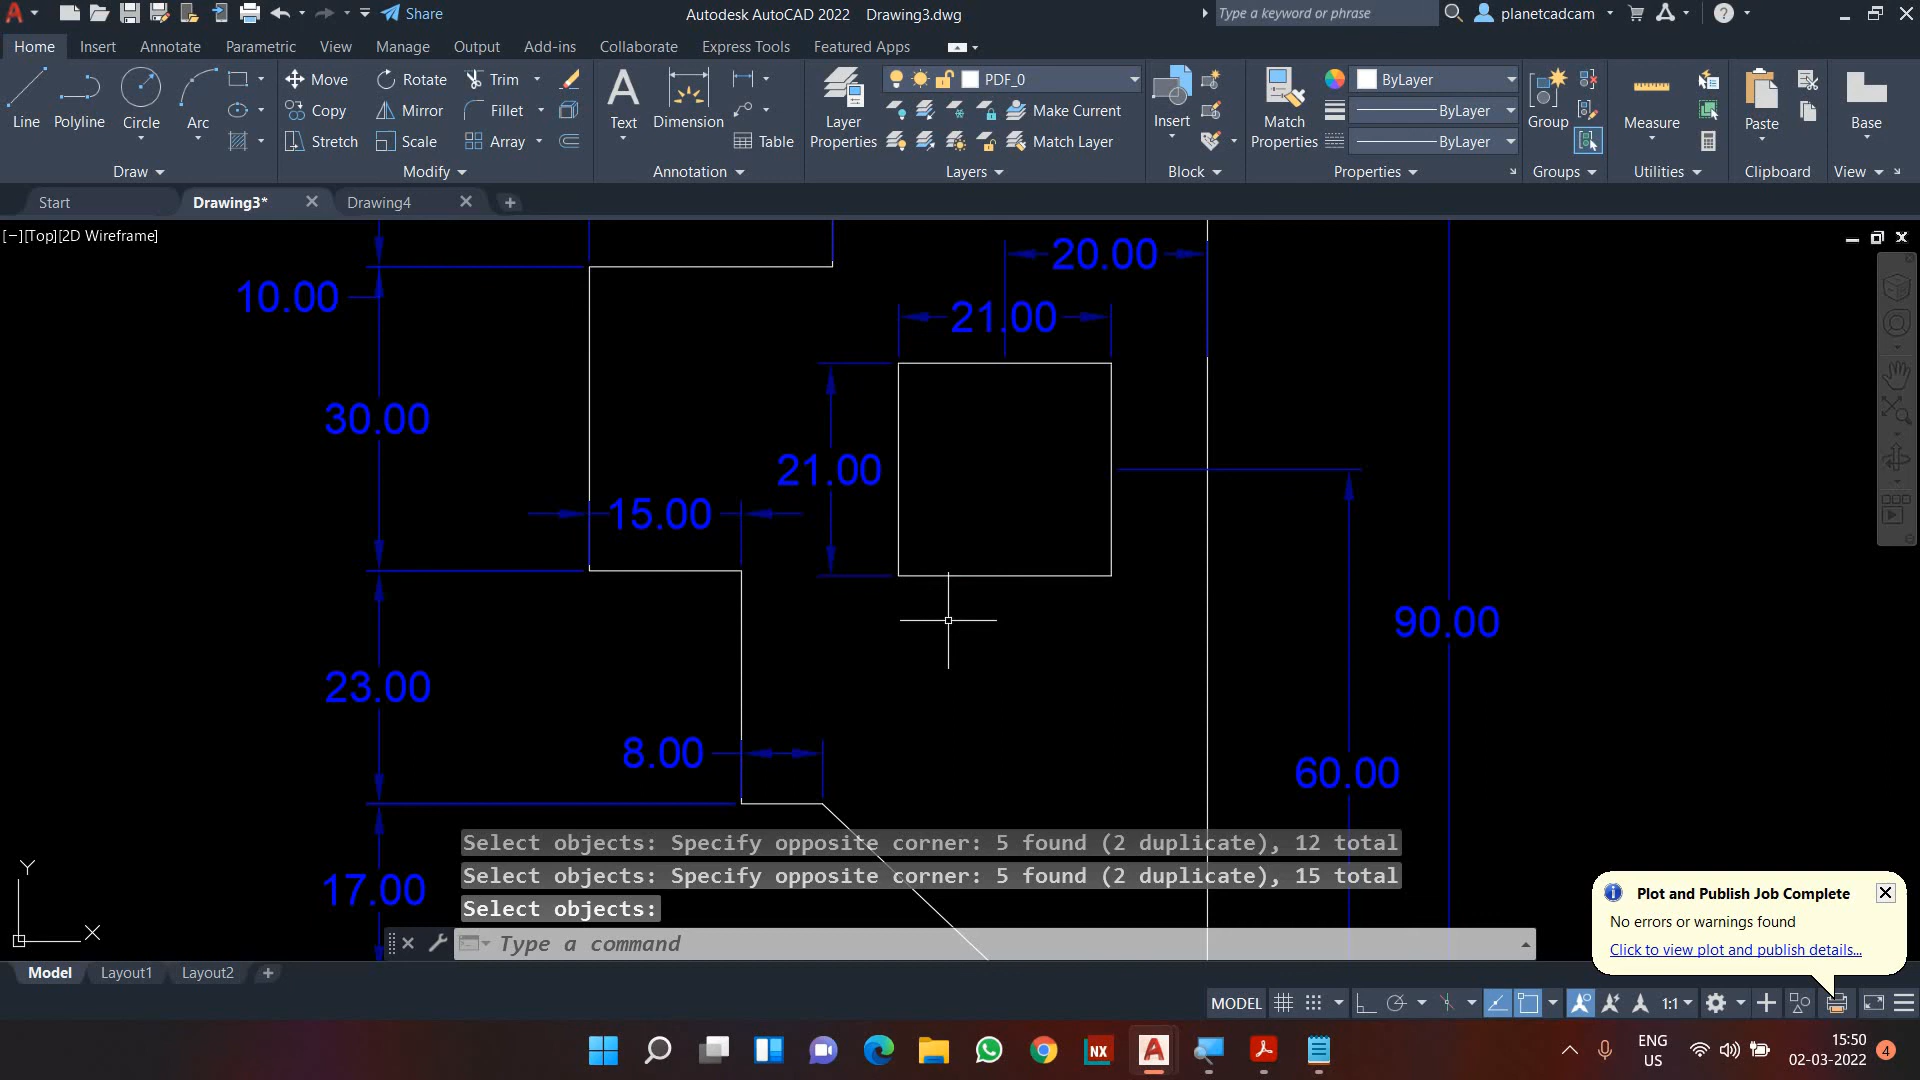 Share
Autodesk AutoCAD 2022 Drawing3.dwg
Type a keyword or phrase
planetcadcam
Home Insert Annotate Parametric View Manage Output Add-ins Collaborate Express Tools Featured Apps
Line Polyline Circle Arc
Draw
Move Rotate Trim
Copy Mirror Fillet
Stretch Scale Array
Modify
Text Dimension Table
Annotation
Layer Properties
PDF_0
Make Current
Match Layer
Layers
Insert
Block
Match Properties
ByLayer
ByLayer
ByLayer
Properties
Group
Groups
Measure
Utilities
Paste
Clipboard
Base
View
Start Drawing3* Drawing4
[−][Top][2D Wireframe]
20.00
10.00
21.00
30.00
21.00
15.00
90.00
23.00
8.00
60.00
17.00
Y
X
Select objects: Specify opposite corner: 5 found (2 duplicate), 12 total
Select objects: Specify opposite corner: 5 found (2 duplicate), 15 total
Select objects:
Type a command
Plot and Publish Job Complete
No errors or warnings found
Click to view plot and publish details...
Model Layout1 Layout2
MODEL 1:1
NX
ENG
US
15:50
02-03-2022
4